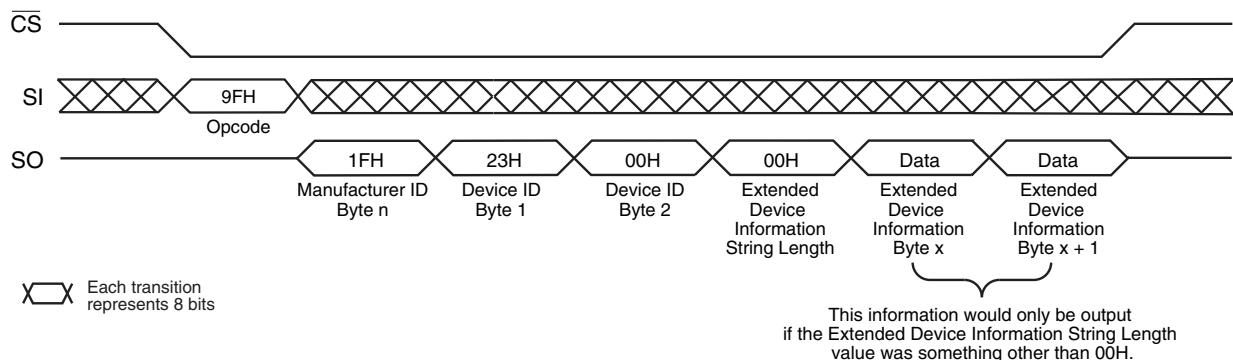 CS
SI
9FH
Opcode
SO
1FH
23H
00H
00H
Data
Data
Manufacturer ID
Byte n
Device ID
Byte 1
Device ID
Byte 2
Extended
Device
Information
String Length
Extended
Device
Information
Byte x
Extended
Device
Information
Byte x + 1
Each transition
represents 8 bits
This information would only be output
if the Extended Device Information String Length
value was something other than 00H.